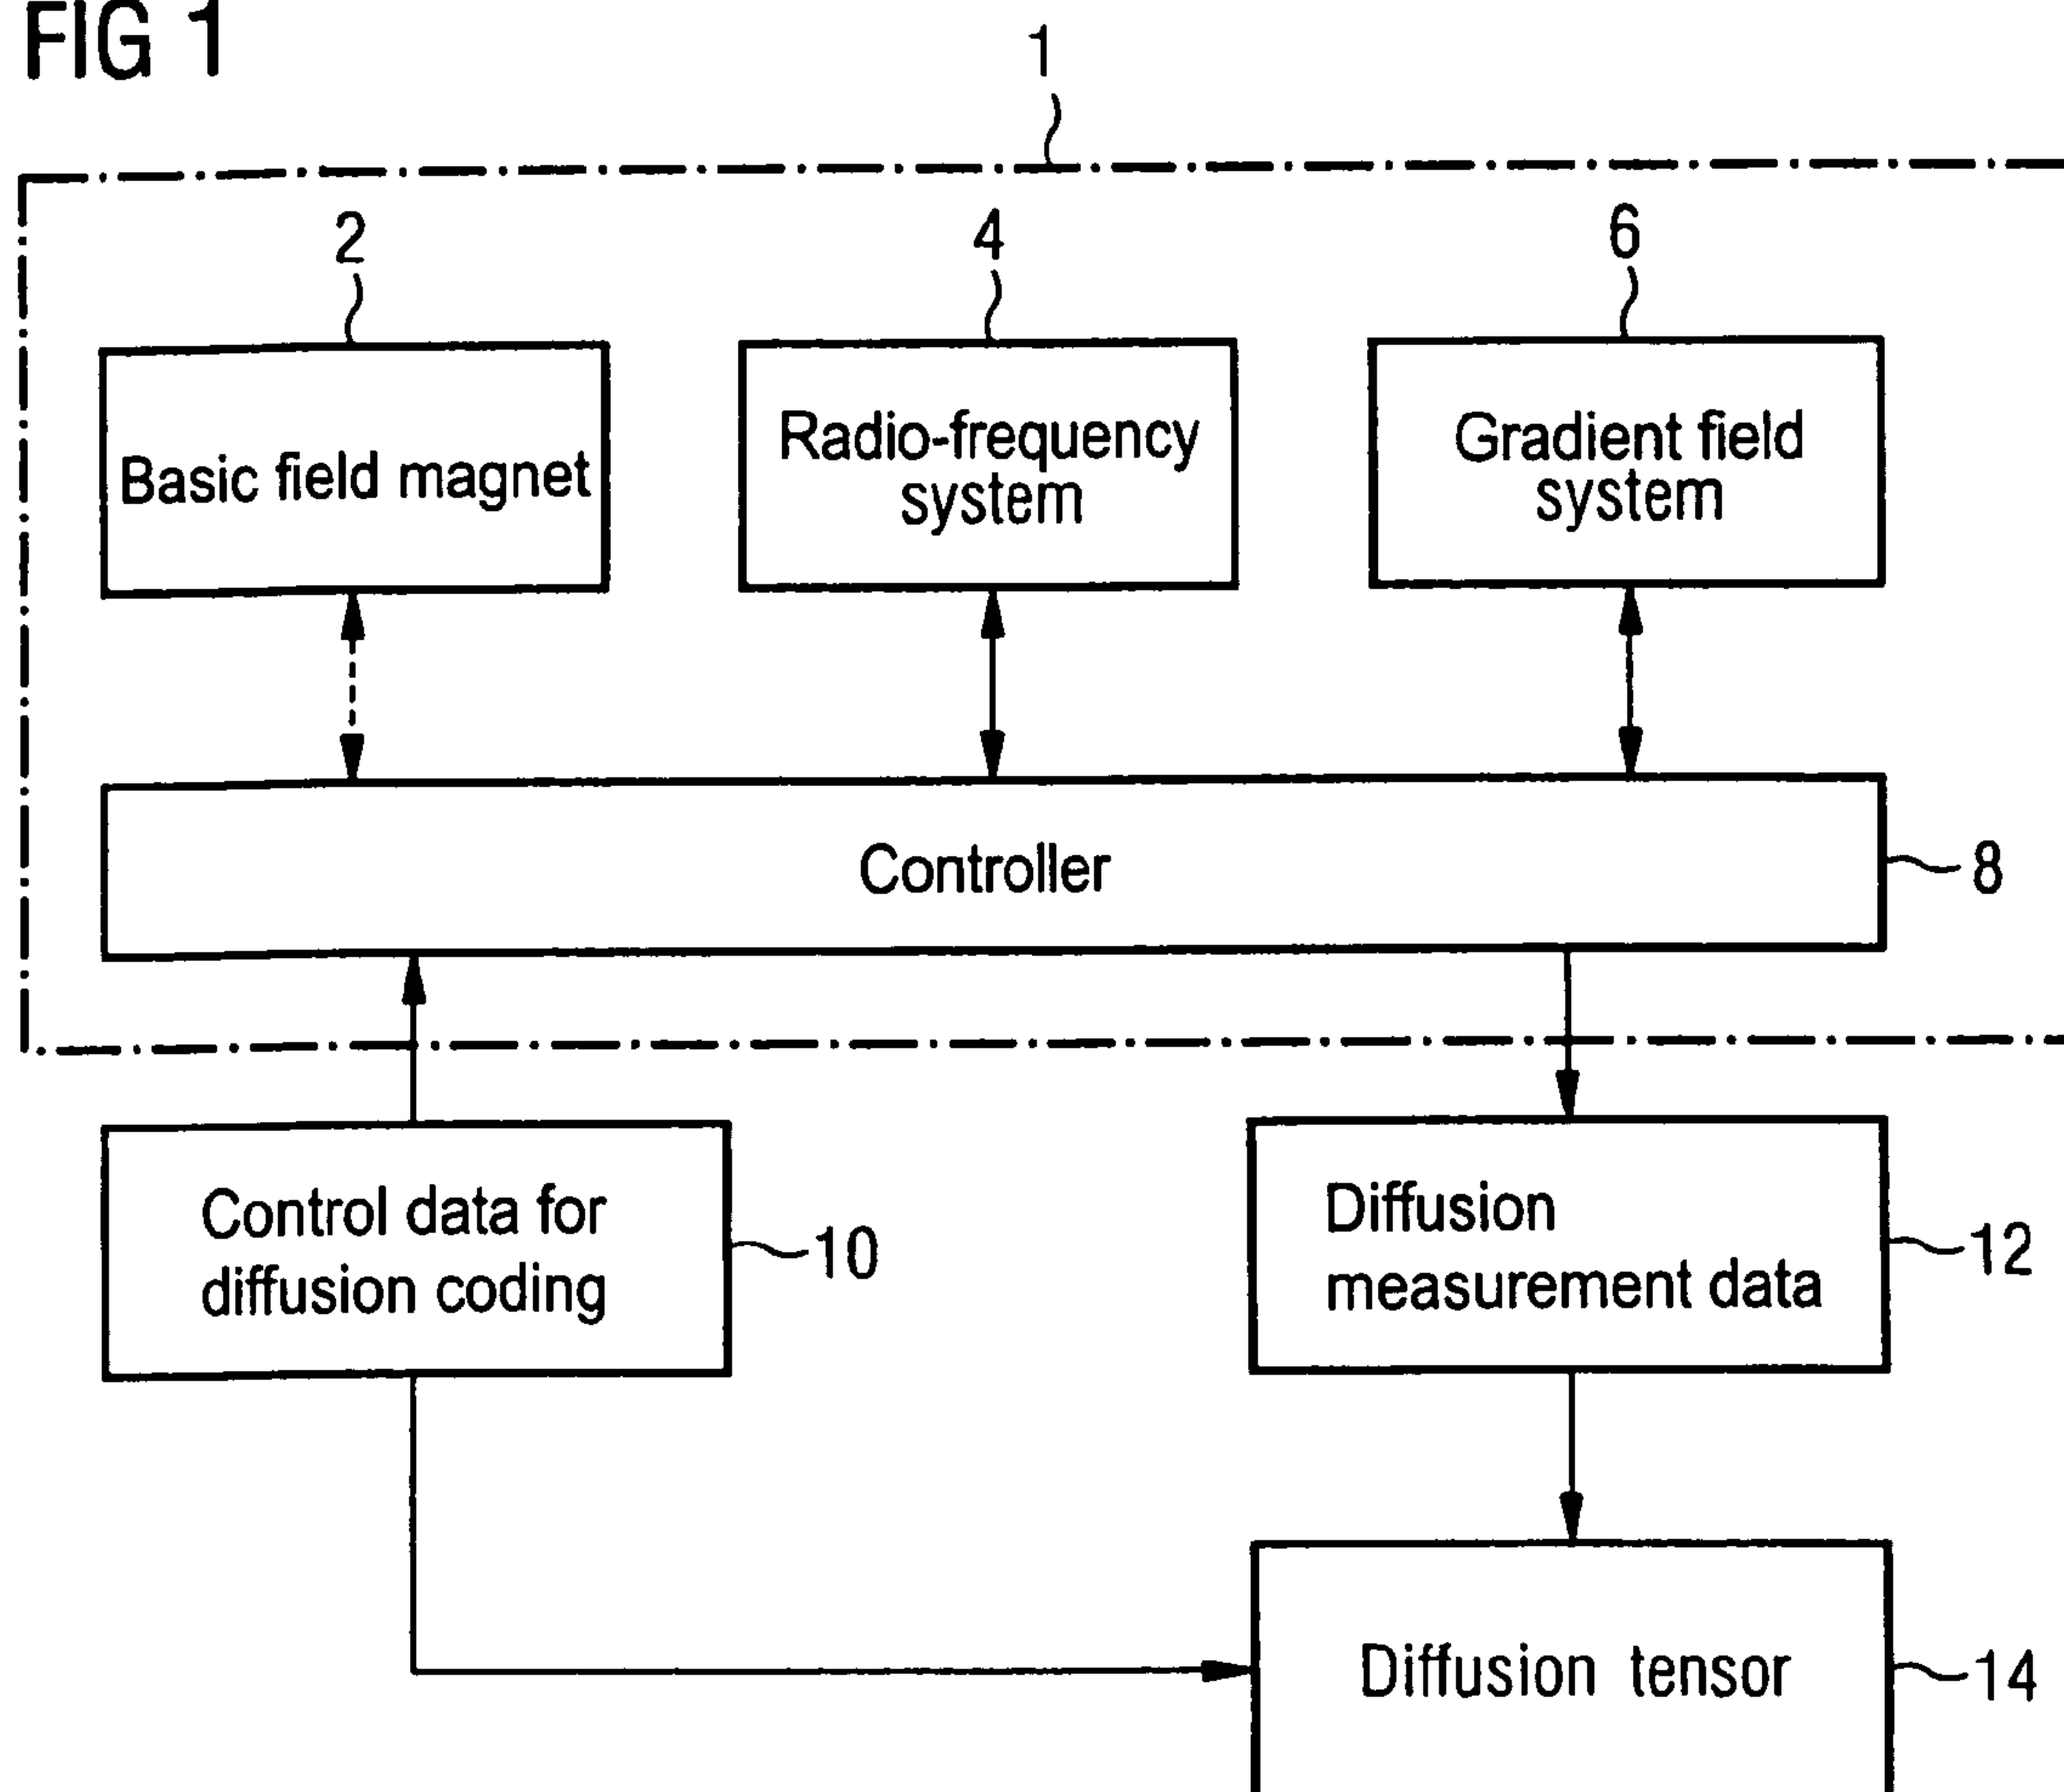 FIG 1
1
2
4
6
Basic field magnet
Radio-frequency
system
Gradient field
system
Controller
8
Control data for
diffusion coding
10
Diffusion
measurement data
12
Diffusion tensor
14